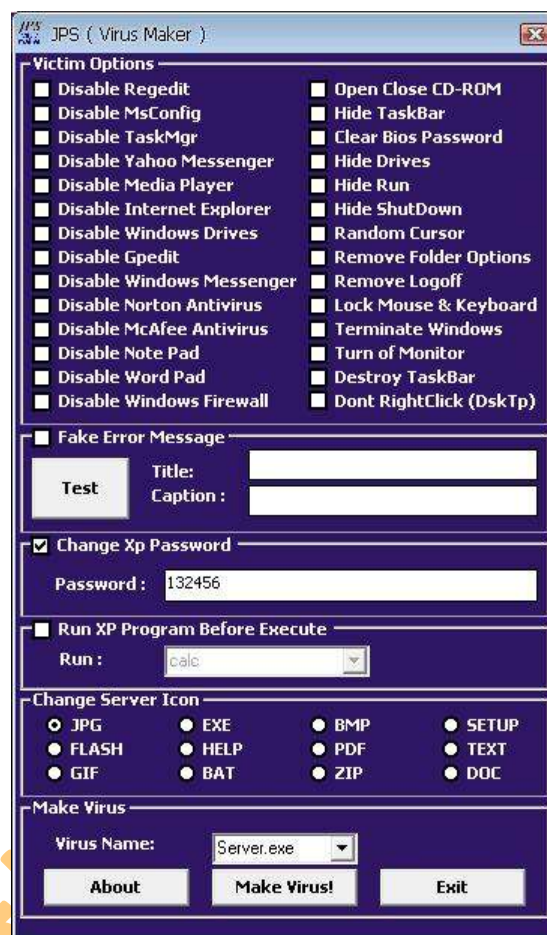 JPS ( Virus Maker )
Victim Options
Disable Regedit
Disable MsConfig
Disable TaskMgr
Disable Yahoo Messenger
Disable Media Player
Disable Internet Explorer
Disable Windows Drives
Disable Gpedit
Disable Windows Messenger
Disable Norton Antivirus
Disable McAfee Antivirus
Disable Note Pad
Disable Word Pad
Disable Windows Firewall
Open Close CD-ROM
Hide TaskBar
Clear Bios Password
Hide Drives
Hide Run
Hide ShutDown
Random Cursor
Remove Folder Options
Remove Logoff
Lock Mouse & Keyboard
Terminate Windows
Turn of Monitor
Destroy TaskBar
Dont RightClick (DskTp)
Fake Error Message
Test
Title:
Caption :
Change Xp Password
Password : 132456
Run XP Program Before Execute
Run : calc
Change Server Icon
JPG EXE BMP SETUP
FLASH HELP PDF TEXT
GIF BAT ZIP DOC
Make Virus
Virus Name: Server.exe
About Make Virus! Exit